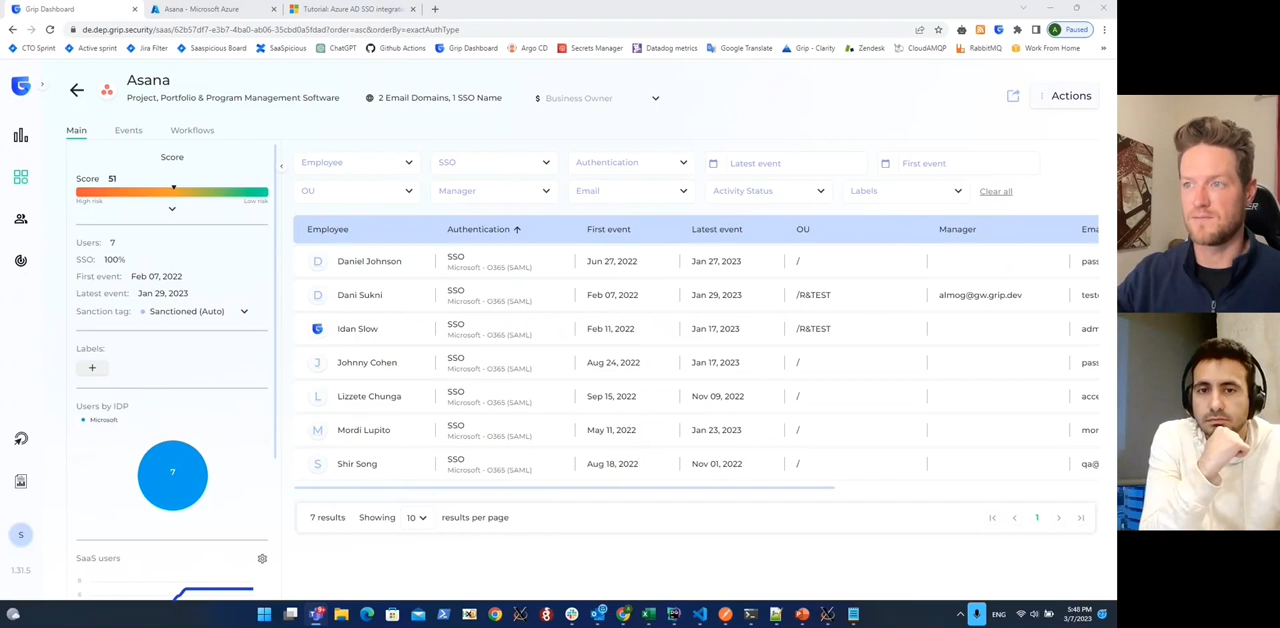 Grip Dashboard
Asana - Microsoft Azure
Tutorial: Azure AD SSO integrati
de.dep.grip.security/saas/62b57df7-e3b7-4ba0-ab06-35cbd0a5fdad?order=asc&orderBy=exactAuthType
A Paused
CTO Sprint Active sprint Jira Filter Saaspicious Board SaaSpicious ChatGPT Github Actions Grip Dashboard Argo CD Secrets Manager Datadog metrics Google Translate Grip - Clarity Zendesk CloudAMQP RabbitMQ Work From Home
Asana
Project, Portfolio & Program Management Software 2 Email Domains, 1 SSO Name $ Business Owner
Actions
Main Events Workflows
Score
Score 51
High risk Low risk
Users: 7
SSO: 100%
First event: Feb 07, 2022
Latest event: Jan 29, 2023
Sanction tag: Sanctioned (Auto)
Labels:
+
Users by IDP
Microsoft
7
SaaS users
8
6
Employee SSO Authentication Latest event First event
OU Manager Email Activity Status Labels Clear all
Employee Authentication First event Latest event OU Manager Ema
D Daniel Johnson SSO Jun 27, 2022 Jan 27, 2023 / pass
Microsoft - O365 (SAML)
D Dani Sukni SSO Feb 07, 2022 Jan 29, 2023 /R&TEST almog@gw.grip.dev teste
Microsoft - O365 (SAML)
Idan Slow SSO Feb 11, 2022 Jan 17, 2023 /R&TEST adm
Microsoft - O365 (SAML)
J Johnny Cohen SSO Aug 24, 2022 Jan 17, 2023 / pass
Microsoft - O365 (SAML)
L Lizzete Chunga SSO Sep 15, 2022 Nov 09, 2022 / acce
Microsoft - O365 (SAML)
M Mordi Lupito SSO May 11, 2022 Jan 23, 2023 / mor
Microsoft - O365 (SAML)
S Shir Song SSO Aug 18, 2022 Nov 01, 2022 / qa@
Microsoft - O365 (SAML)
7 results Showing 10 results per page 1
S
1.31.5
ENG
5:48 PM
3/7/2023